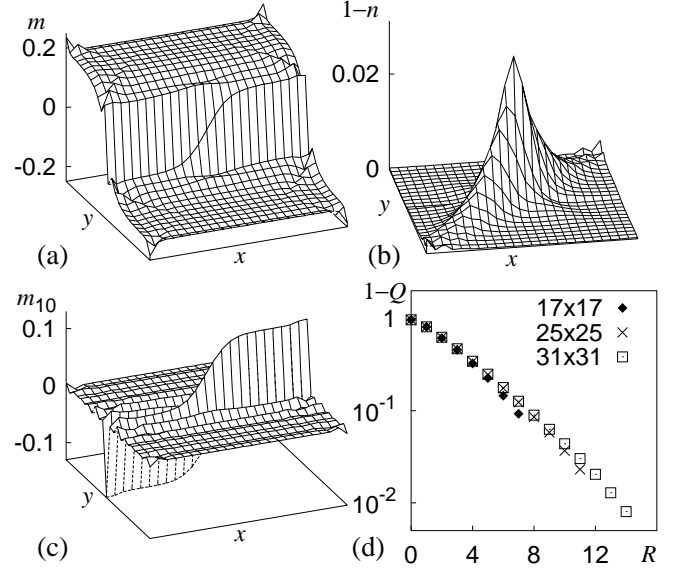 m
0.2
0
-0.2
y
x
(a)
1−n
0.02
0
y
x
(b)
m10
0.1
0
-0.1
y
x
(c)
1−Q
1
10-1
10-2
17x17
25x25
31x31
0 4 8 12 R
(d)